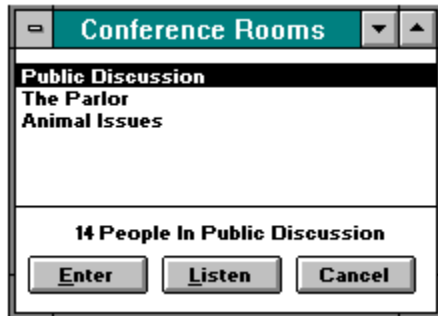 Conference Rooms
Public Discussion
The Parlor
Animal Issues
14 People In Public Discussion
Enter Listen Cancel